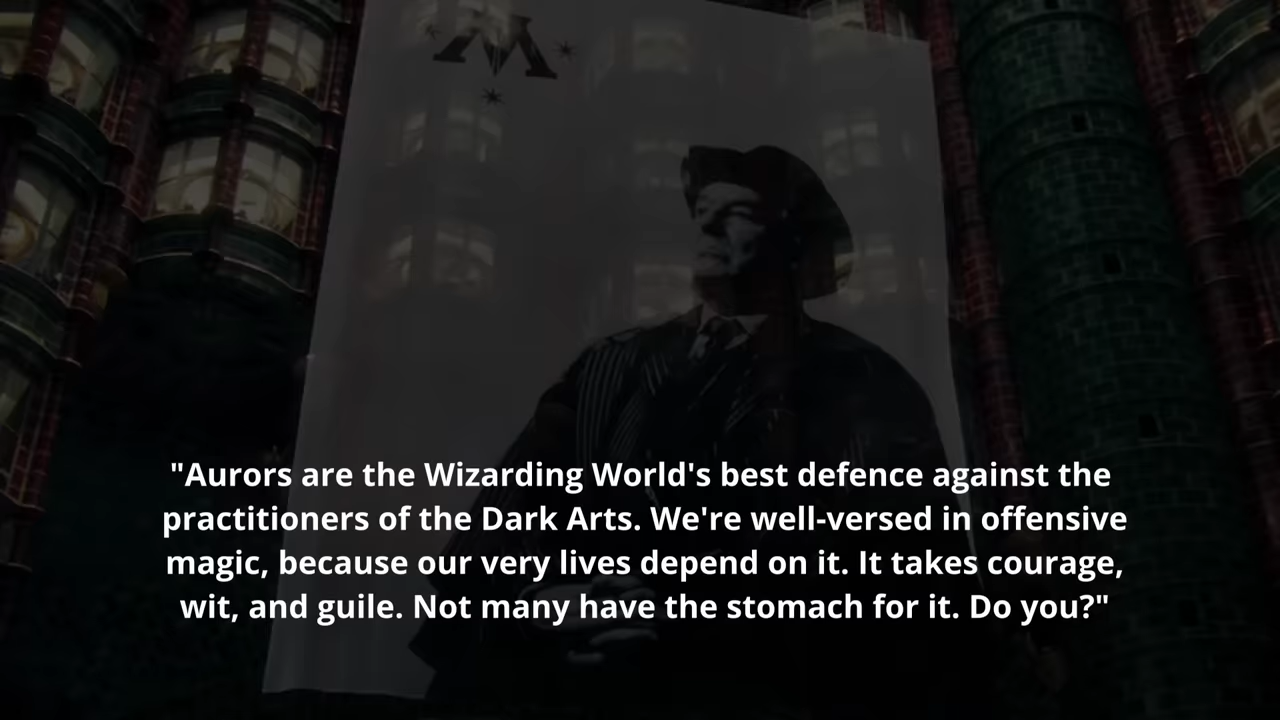 M
"Aurors are the Wizarding World's best defence against the
practitioners of the Dark Arts. We're well-versed in offensive
magic, because our very lives depend on it. It takes courage,
wit, and guile. Not many have the stomach for it. Do you?"